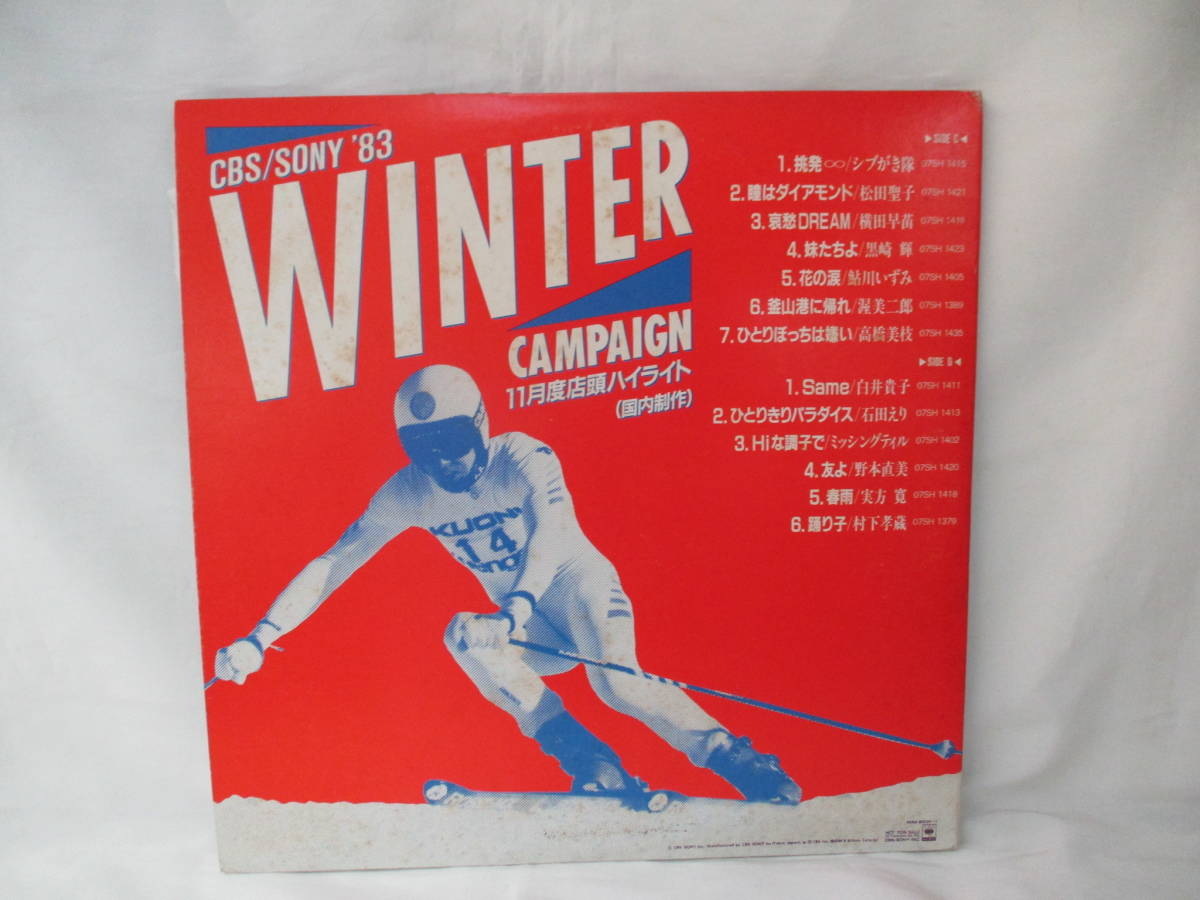 CBS/SONY '83
WINTER
CAMPAIGN
11月度店頭ハイライト
(国内制作)
▶SIDE C◀
1.挑発∞/シブがき隊 07SH 1415
2.瞳はダイアモンド/松田聖子 07SH 1421
3.哀愁DREAM/横田早苗 07SH 1419
4.妹たちよ/黒崎 輝 07SH 1423
5.花の涙/鮎川いずみ 07SH 1405
6.釜山港に帰れ/渥美二郎 07SH 1389
7.ひとりぼっちは嫌い/高橋美枝 07SH 1435
▶SIDE D◀
1.Same/白井貴子 07SH 1411
2.ひとりきりパラダイス/石田えり 07SH 1413
3.Hiな調子で/ミッシングティル 07SH 1402
4.友よ/野本直美 07SH 1420
5.春雨/実方 寛 07SH 1418
6.踊り子/村下孝蔵 07SH 1379
KUONI
14
NOT FOR SALE
CBS/SONY INC.